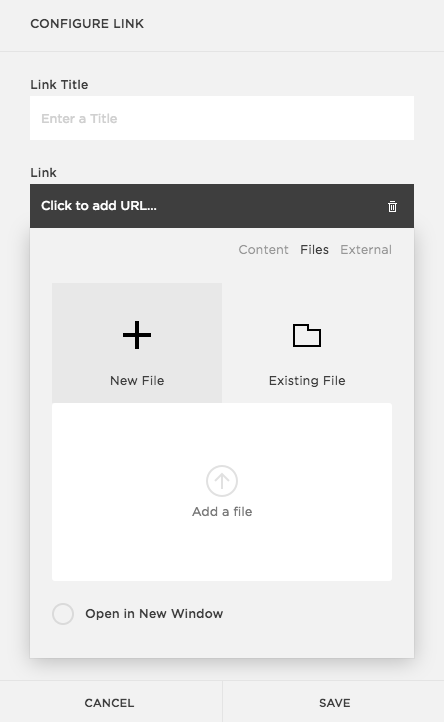 CONFIGURE LINK
Link Title
Enter a Title
Link
Click to add URL...
Content Files External
New File Existing File
Add a file
Open in New Window
CANCEL SAVE